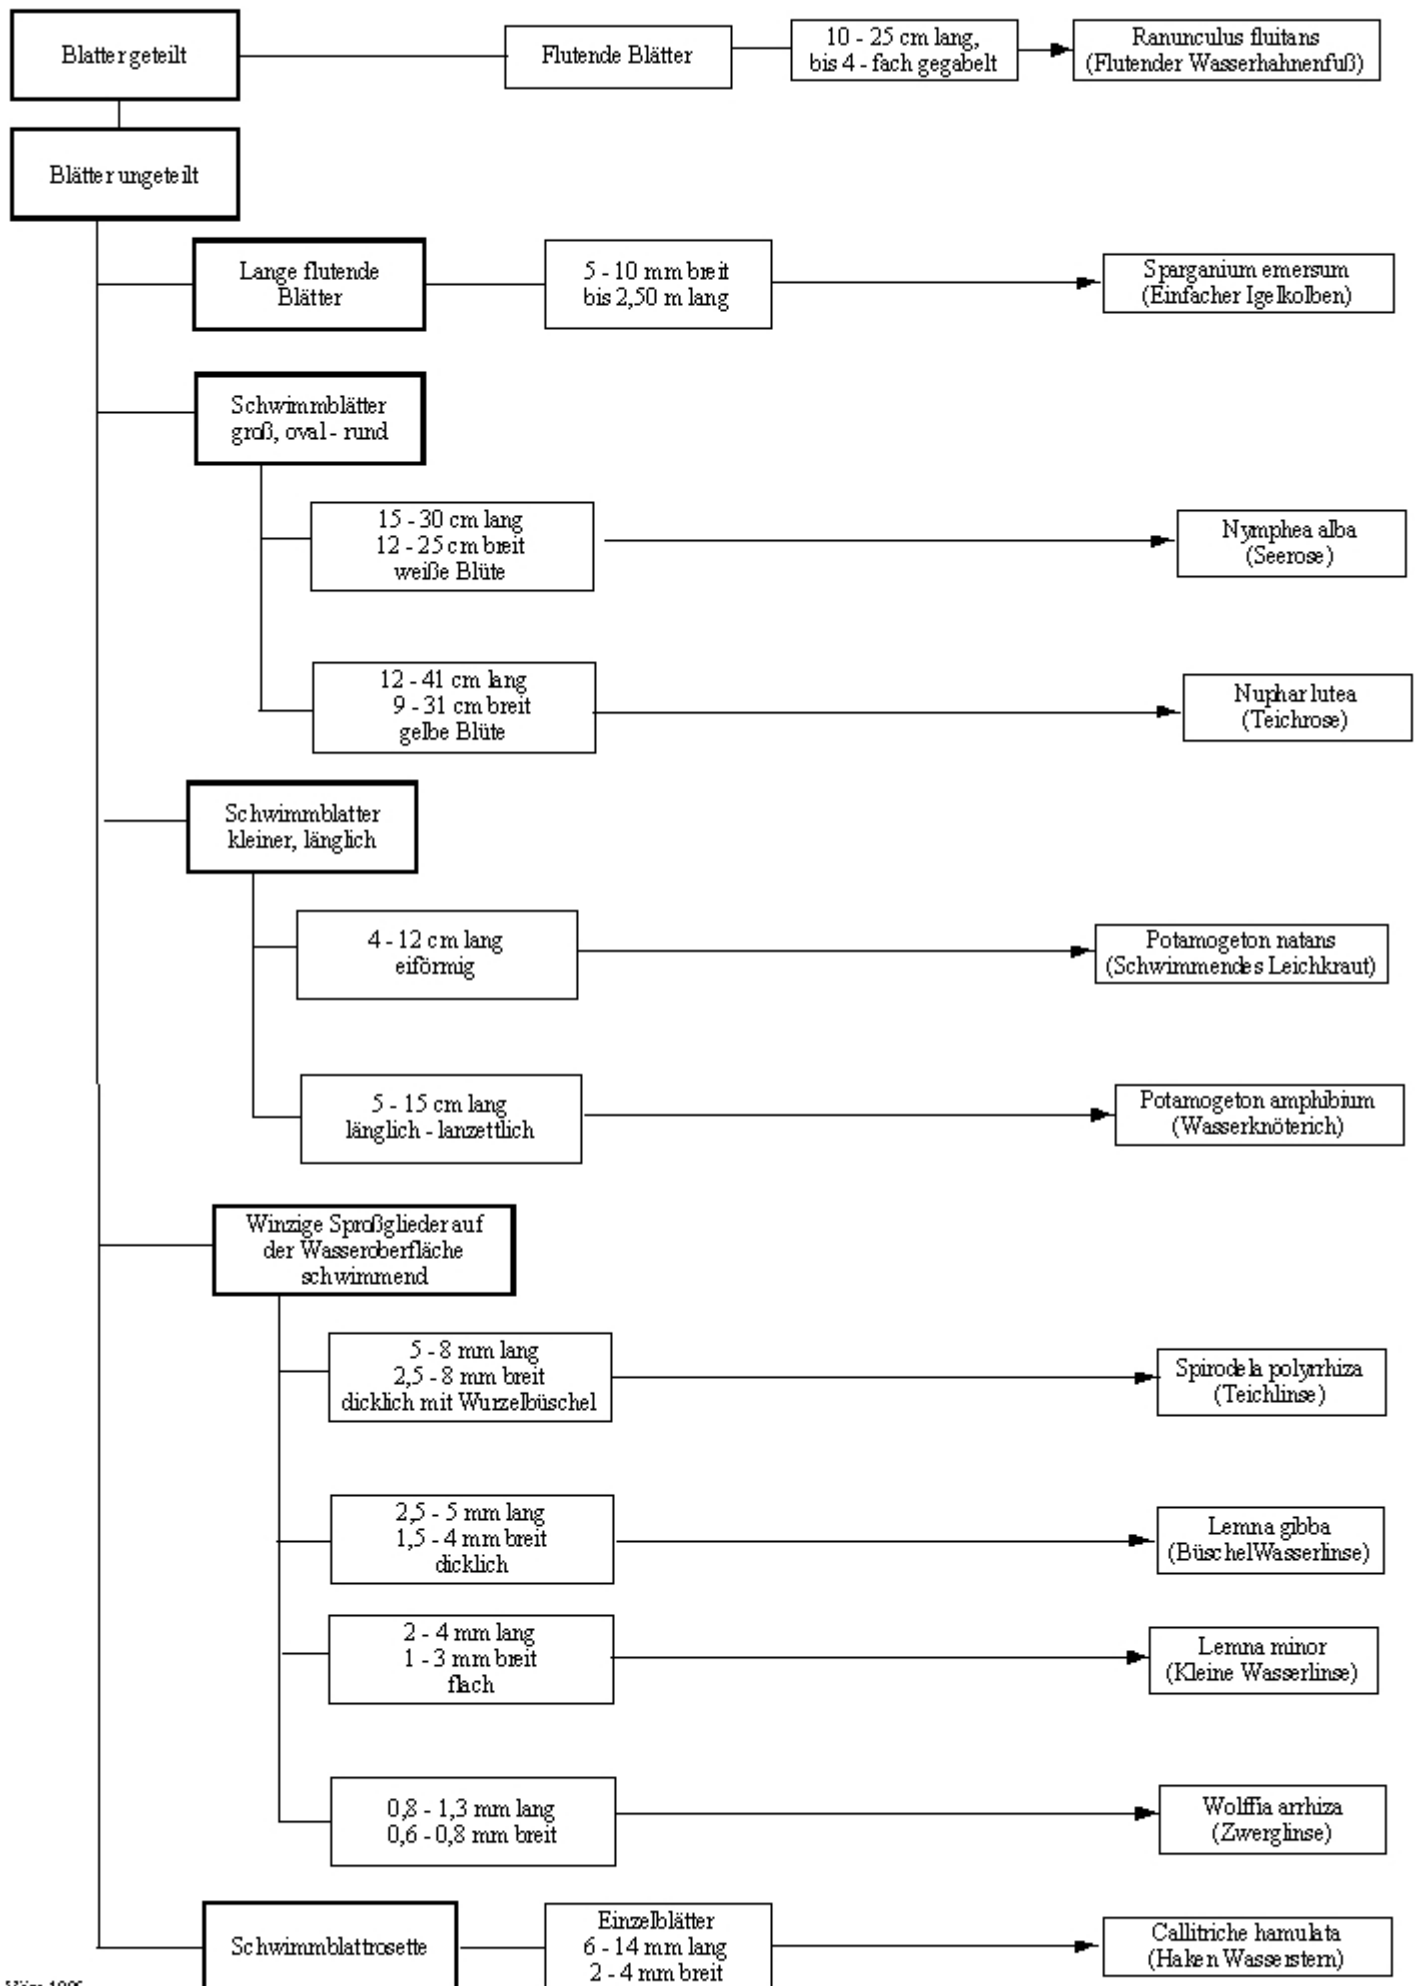 Blatter geteilt
Flutende Blätter
10 - 25 cm lang,
bis 4 - fach gegabelt
Ranunculus fluitans
(Flutender Wasserhahnenfuß)
Blätter ungeteilt
Lange flutende
Blätter
5 - 10 mm breit
bis 2,50 m lang
Sparganium emersum
(Einfacher Igelkolben)
Schwimmblätter
groß, oval - rund
15 - 30 cm lang
12 - 25 cm breit
weiße Blüte
Nymphea alba
(Seerose)
12 - 41 cm lang
9 - 31 cm breit
gelbe Blüte
Nuphar lutea
(Teichrose)
Schwimmblatter
kleiner, länglich
4 - 12 cm lang
eiförmig
Potamogeton natans
(Schwimmendes Leichkraut)
5 - 15 cm lang
länglich - lanzettlich
Potamogeton amphibium
(Wasserknöterich)
Winzige Sproßglieder auf
der Wasseroberfläche
schwimmend
5 - 8 mm lang
2,5 - 8 mm breit
dicklich mit Wurzelbüschel
Spirodela polyrrhiza
(Teichlinse)
2,5 - 5 mm lang
1,5 - 4 mm breit
dicklich
Lemna gibba
(BüschelWasserlinse)
2 - 4 mm lang
1 - 3 mm breit
flach
Lemna minor
(Kleine Wasserlinse)
0,8 - 1,3 mm lang
0,6 - 0,8 mm breit
Wolffia arrhiza
(Zwerglinse)
Schwimmblattrosette
Einzelblätter
6 - 14 mm lang
2 - 4 mm breit
Callitriche hamulata
(Haken Wasserstern)